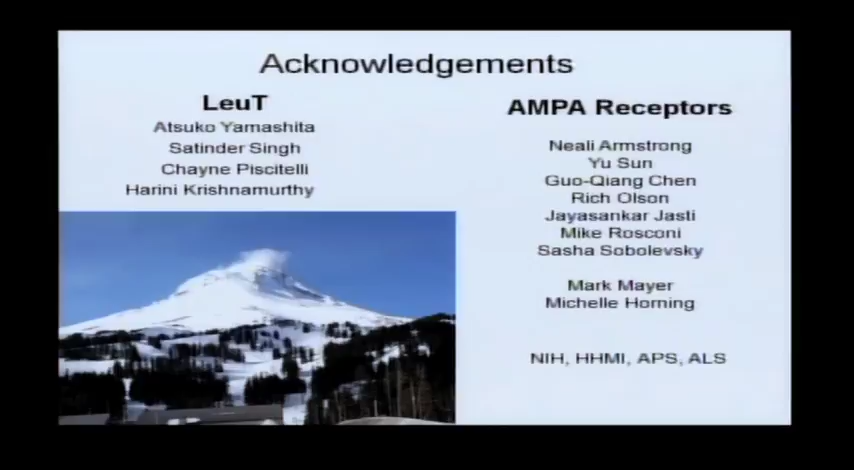 Acknowledgements
LeuT
Atsuko Yamashita
Satinder Singh
Chayne Piscitelli
Harini Krishnamurthy
AMPA Receptors
Neali Armstrong
Yu Sun
Guo-Qiang Chen
Rich Olson
Jayasankar Jasti
Mike Rosconi
Sasha Sobolevsky
Mark Mayer
Michelle Horning
NIH, HHMI, APS, ALS